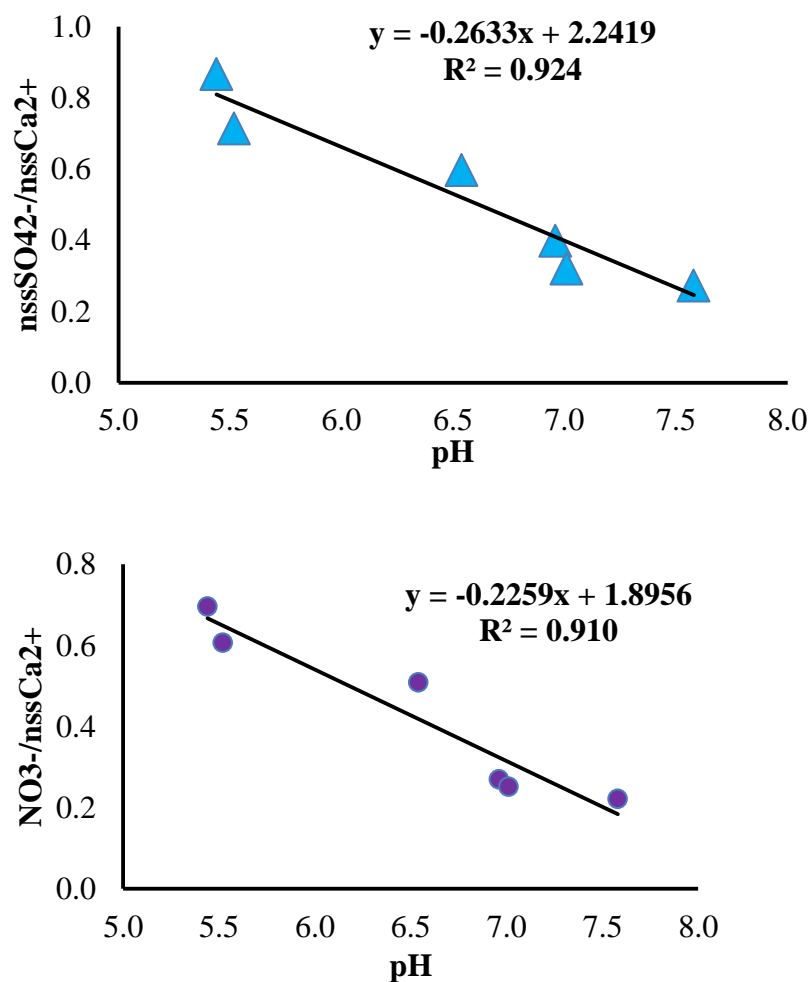 y = -0.2633x + 2.2419
R² = 0.924
1.0
0.8
0.6
0.4
0.2
0.0
nssSO42-/nssCa2+
5.0 5.5 6.0 6.5 7.0 7.5 8.0
pH
y = -0.2259x + 1.8956
R² = 0.910
0.8
0.6
0.4
0.2
0.0
NO3-/nssCa2+
5.0 5.5 6.0 6.5 7.0 7.5 8.0
pH